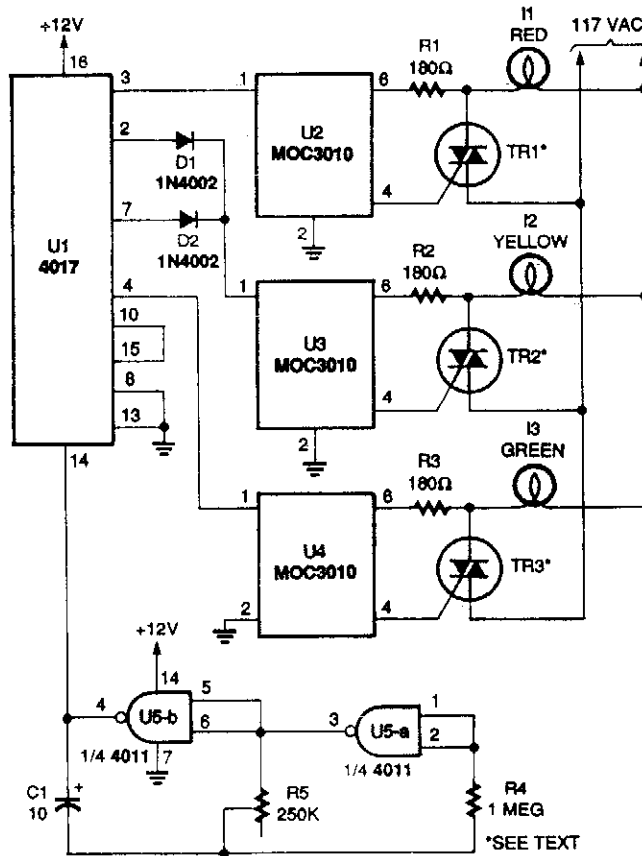 +12V
16
U1
4017
3
2
7
4
10
15
8
13
14
D1
1N4002
D2
1N4002
1
U2
MOC3010
6
4
2
R1
180Ω
I1
RED
117 VAC
TR1*
1
U3
MOC3010
6
4
2
R2
180Ω
I2
YELLOW
TR2*
1
U4
MOC3010
6
4
2
R3
180Ω
I3
GREEN
TR3*
+12V
14
4
U5-b
5
6
7
1/4 4011
3
U5-a
1
2
1/4 4011
C1
10
+
R5
250K
R4
1 MEG
*SEE TEXT